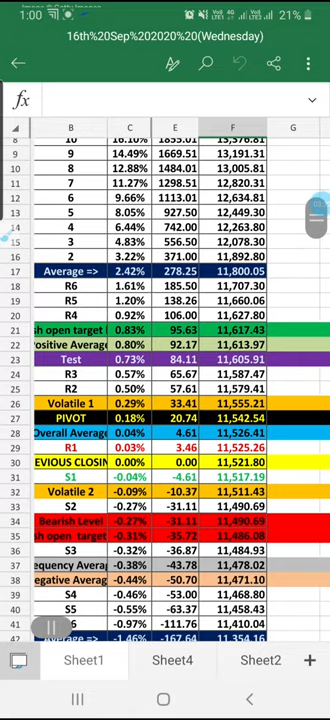 1:00 21%
16th%20Sep%202020%20(Wednesday)
fx
B C E F G
8 10 16.10% 1855.01 13,376.81
9 9 14.49% 1669.51 13,191.31
10 8 12.88% 1484.01 13,005.81
11 7 11.27% 1298.51 12,820.31
12 6 9.66% 1113.01 12,634.81
13 5 8.05% 927.50 12,449.30
14 4 6.44% 742.00 12,263.80
15 3 4.83% 556.50 12,078.30
16 2 3.22% 371.00 11,892.80
17 Average => 2.42% 278.25 11,800.05
18 R6 1.61% 185.50 11,707.30
19 R5 1.20% 138.26 11,660.06
20 R4 0.92% 106.00 11,627.80
21 sh open target 0.83% 95.63 11,617.43
22 ositive Average 0.80% 92.17 11,613.97
23 Test 0.73% 84.11 11,605.91
24 R3 0.57% 65.67 11,587.47
25 R2 0.50% 57.61 11,579.41
26 Volatile 1 0.29% 33.41 11,555.21
27 PIVOT 0.18% 20.74 11,542.54
28 Overall Average 0.04% 4.61 11,526.41
29 R1 0.03% 3.46 11,525.26
30 EVIOUS CLOSIN 0.00% 0.00 11,521.80
31 S1 -0.04% -4.61 11,517.19
32 Volatile 2 -0.09% -10.37 11,511.43
33 S2 -0.27% -31.11 11,490.69
34 Bearish Level -0.27% -31.11 11,490.69
35 sh open target -0.31% -35.72 11,486.08
36 S3 -0.32% -36.87 11,484.93
37 equency Averag -0.38% -43.78 11,478.02
38 egative Averag -0.44% -50.70 11,471.10
39 S4 -0.46% -53.00 11,468.80
40 S5 -0.55% -63.37 11,458.43
41 6 -0.97% -111.76 11,410.04
42 Average => -1.46% -167.64 11,354.16
Sheet1 Sheet4 Sheet2 +